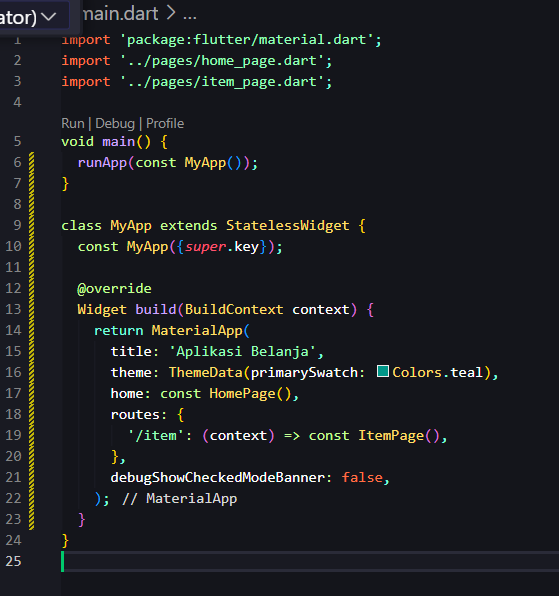 ator)
main.dart > ...
1 import 'package:flutter/material.dart';
2 import '../pages/home_page.dart';
3 import '../pages/item_page.dart';
4
Run | Debug | Profile
5 void main() {
6   runApp(const MyApp());
7 }
8
9 class MyApp extends StatelessWidget {
10   const MyApp({super.key});
11
12   @override
13   Widget build(BuildContext context) {
14     return MaterialApp(
15       title: 'Aplikasi Belanja',
16       theme: ThemeData(primarySwatch: Colors.teal),
17       home: const HomePage(),
18       routes: {
19         '/item': (context) => const ItemPage(),
20       },
21       debugShowCheckedModeBanner: false,
22     ); // MaterialApp
23   }
24 }
25